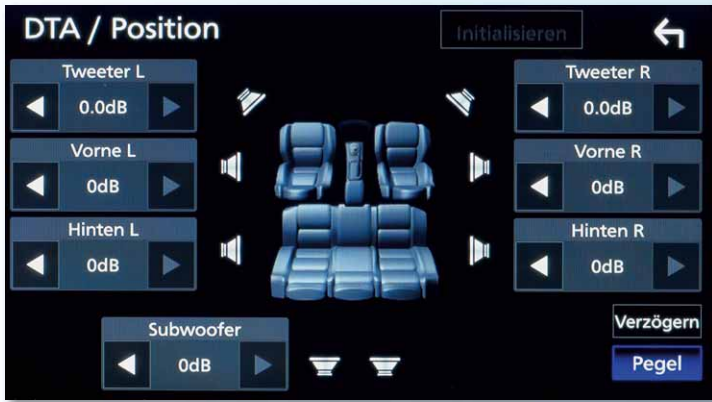 DTA / Position
Initialisieren
Tweeter L
0.0dB
Tweeter R
0.0dB
Vorne L
0dB
Vorne R
0dB
Hinten L
0dB
Hinten R
0dB
Subwoofer
0dB
Verzögern
Pegel